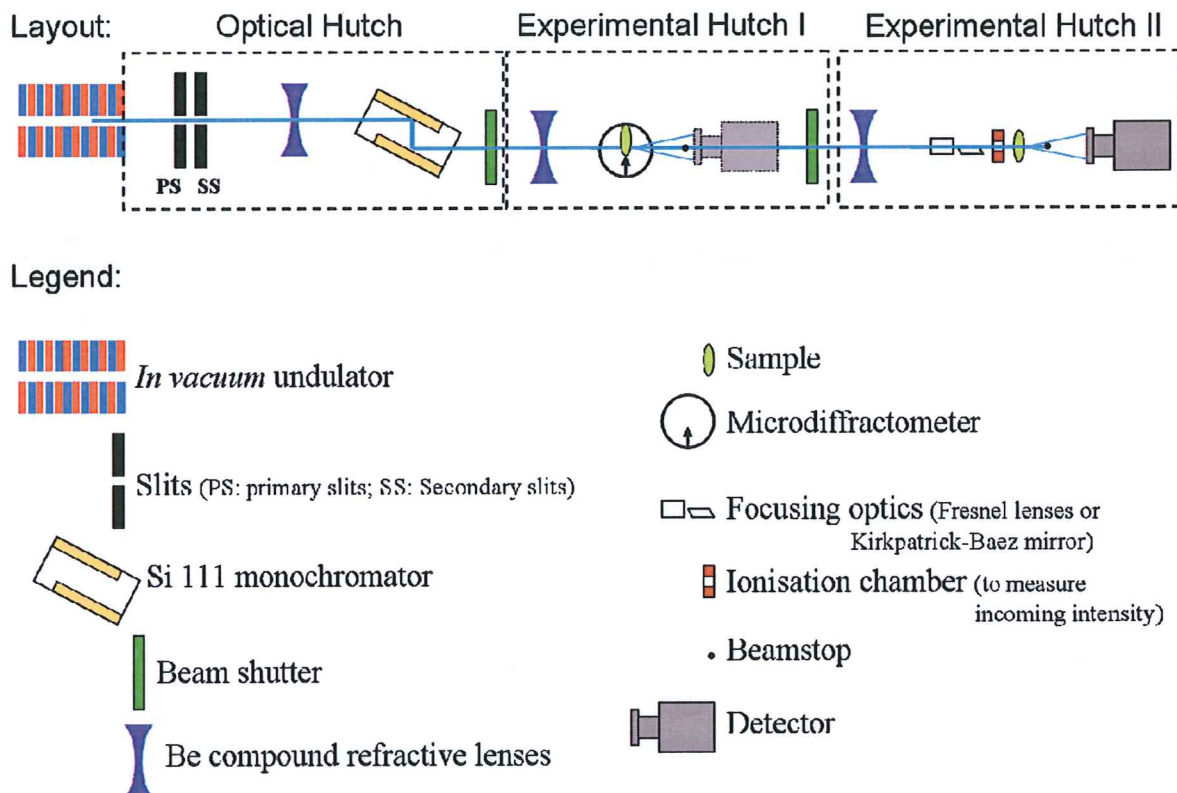 Layout: Optical Hutch Experimental Hutch I Experimental Hutch II
PS SS
Legend:
In vacuum undulator
Slits (PS: primary slits; SS: Secondary slits)
Si 111 monochromator
Beam shutter
Be compound refractive lenses
Sample
Microdiffractometer
Focusing optics (Fresnel lenses or
Kirkpatrick-Baez mirror)
Ionisation chamber (to measure
incoming intensity)
Beamstop
Detector